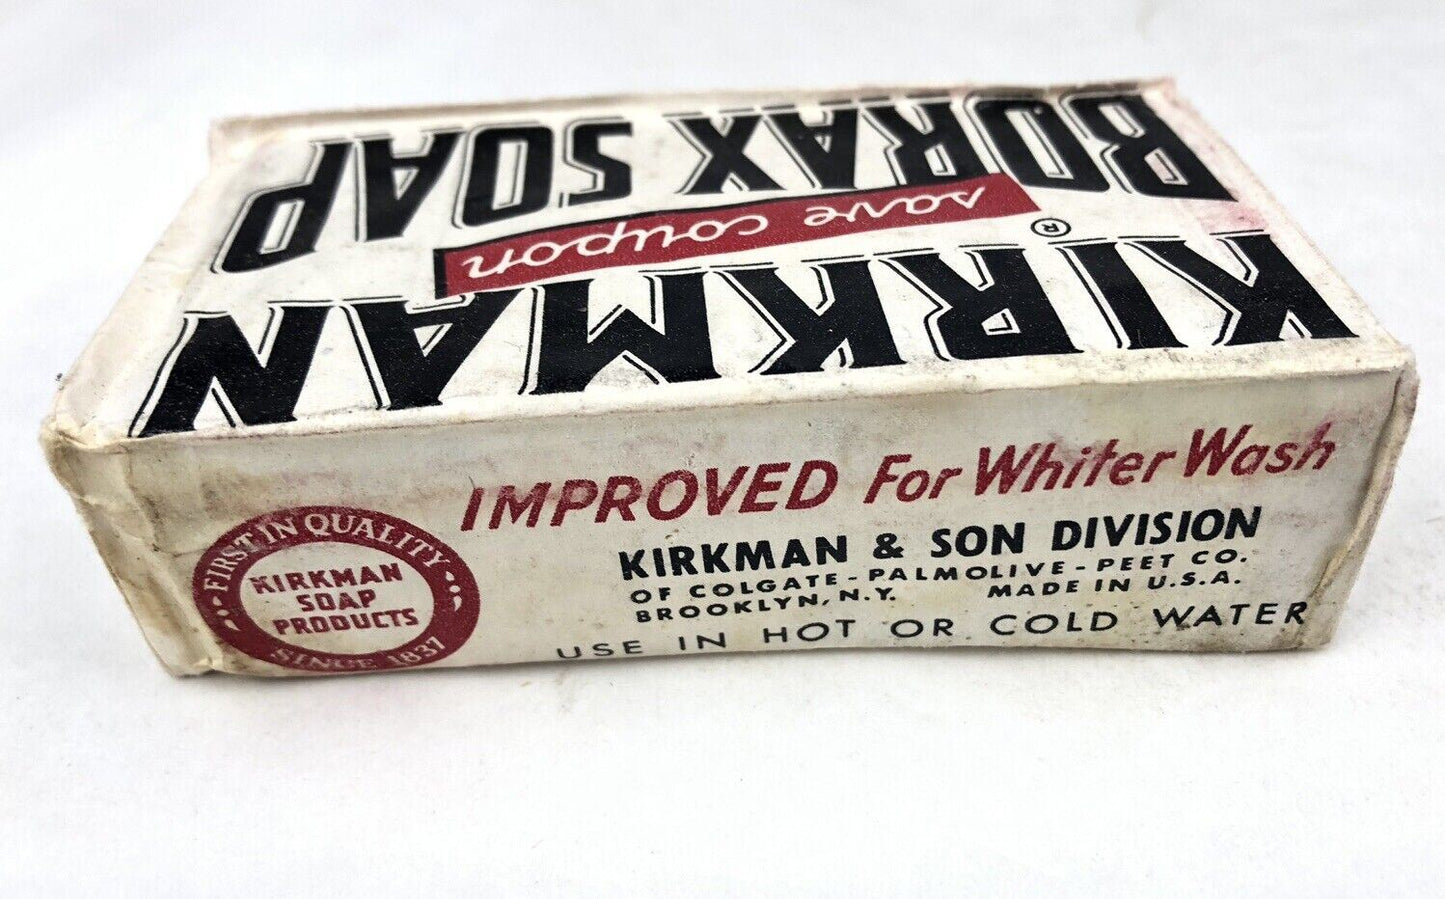 KIRKMAN
®
save coupon
BORAX SOAP
IMPROVED For Whiter Wash
KIRKMAN & SON DIVISION
OF COLGATE-PALMOLIVE-PEET CO.
BROOKLYN, N.Y. MADE IN U.S.A.
USE IN HOT OR COLD WATER
FIRST IN QUALITY
KIRKMAN
SOAP
PRODUCTS
SINCE 1837